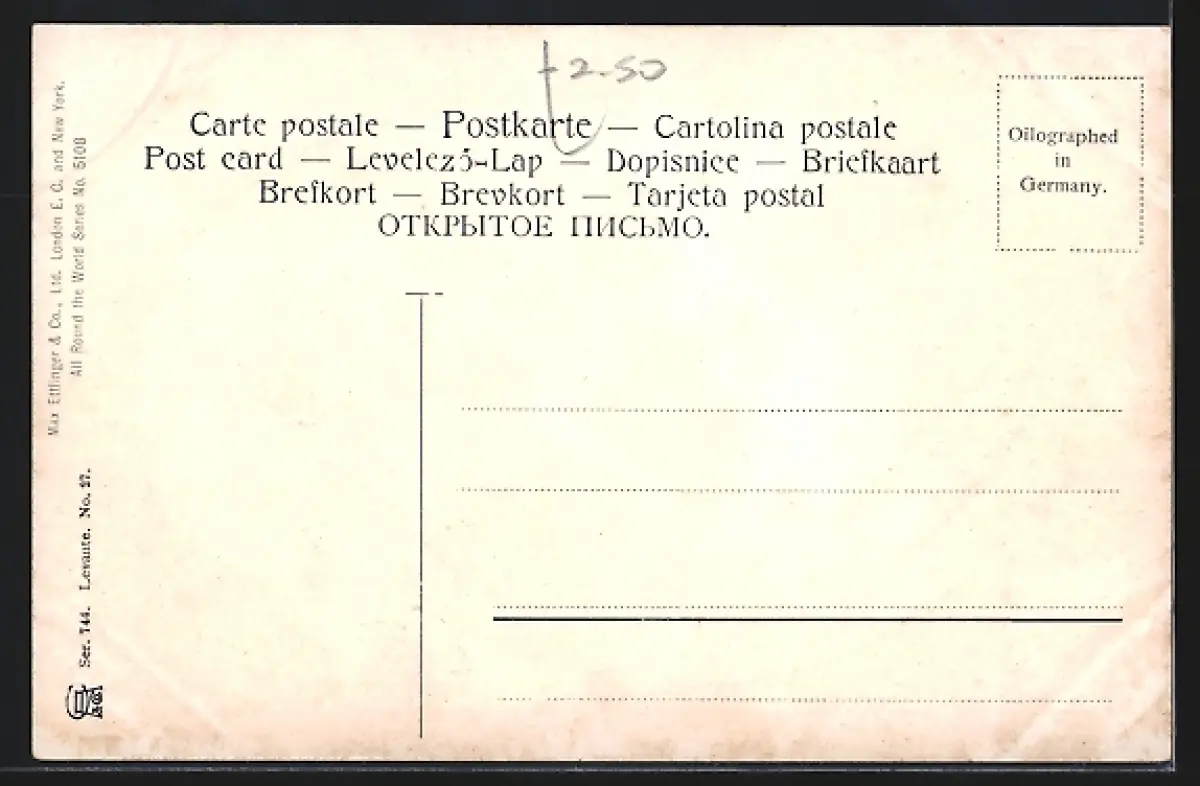 2.50
Carte postale — Postkarte — Cartolina postale
Post card — Levelező-Lap — Dopisnice — Briefkaart
Brefkort — Brevkort — Tarjeta postal
ОТКРЫТОЕ ПИСЬМО.
Oilographed
in
Germany.
Max Ettlinger & Co., Ltd. London E. C. and New York.
All Round the World Series No. 5108
Ser. 744. Levante. No. 27.